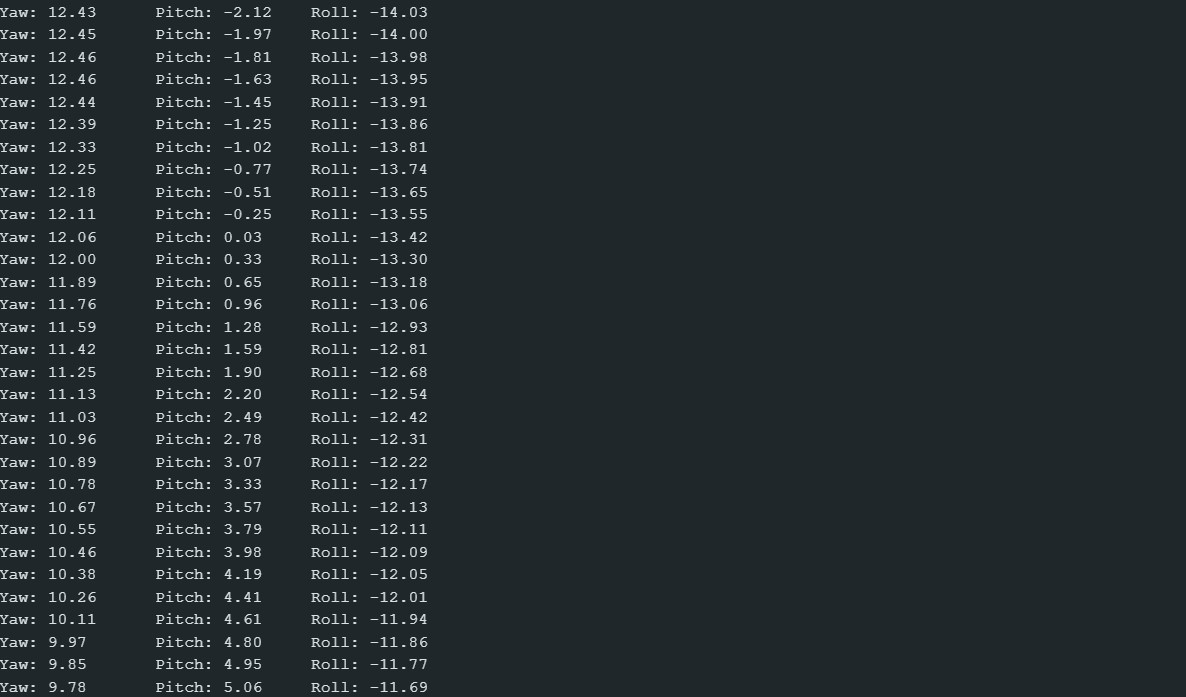 Yaw: 12.43 Pitch: -2.12 Roll: -14.03
Yaw: 12.45 Pitch: -1.97 Roll: -14.00
Yaw: 12.46 Pitch: -1.81 Roll: -13.98
Yaw: 12.46 Pitch: -1.63 Roll: -13.95
Yaw: 12.44 Pitch: -1.45 Roll: -13.91
Yaw: 12.39 Pitch: -1.25 Roll: -13.86
Yaw: 12.33 Pitch: -1.02 Roll: -13.81
Yaw: 12.25 Pitch: -0.77 Roll: -13.74
Yaw: 12.18 Pitch: -0.51 Roll: -13.65
Yaw: 12.11 Pitch: -0.25 Roll: -13.55
Yaw: 12.06 Pitch: 0.03 Roll: -13.42
Yaw: 12.00 Pitch: 0.33 Roll: -13.30
Yaw: 11.89 Pitch: 0.65 Roll: -13.18
Yaw: 11.76 Pitch: 0.96 Roll: -13.06
Yaw: 11.59 Pitch: 1.28 Roll: -12.93
Yaw: 11.42 Pitch: 1.59 Roll: -12.81
Yaw: 11.25 Pitch: 1.90 Roll: -12.68
Yaw: 11.13 Pitch: 2.20 Roll: -12.54
Yaw: 11.03 Pitch: 2.49 Roll: -12.42
Yaw: 10.96 Pitch: 2.78 Roll: -12.31
Yaw: 10.89 Pitch: 3.07 Roll: -12.22
Yaw: 10.78 Pitch: 3.33 Roll: -12.17
Yaw: 10.67 Pitch: 3.57 Roll: -12.13
Yaw: 10.55 Pitch: 3.79 Roll: -12.11
Yaw: 10.46 Pitch: 3.98 Roll: -12.09
Yaw: 10.38 Pitch: 4.19 Roll: -12.05
Yaw: 10.26 Pitch: 4.41 Roll: -12.01
Yaw: 10.11 Pitch: 4.61 Roll: -11.94
Yaw: 9.97 Pitch: 4.80 Roll: -11.86
Yaw: 9.85 Pitch: 4.95 Roll: -11.77
Yaw: 9.78 Pitch: 5.06 Roll: -11.69